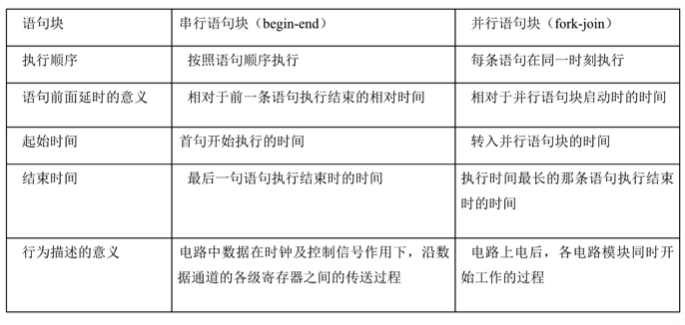 语句块 串行语句块（begin-end） 并行语句块（fork-join）
执行顺序 按照语句顺序执行 每条语句在同一时刻执行
语句前面延时的意义 相对于前一条语句执行结束的相对时间 相对于并行语句块启动时的时间
起始时间 首句开始执行的时间 转入并行语句块的时间
结束时间 最后一句语句执行结束时的时间 执行时间最长的那条语句执行结束
时的时间
行为描述的意义 电路中数据在时钟及控制信号作用下，沿数 电路上电后，各电路模块同时开
据通道的各级寄存器之间的传送过程 始工作的过程